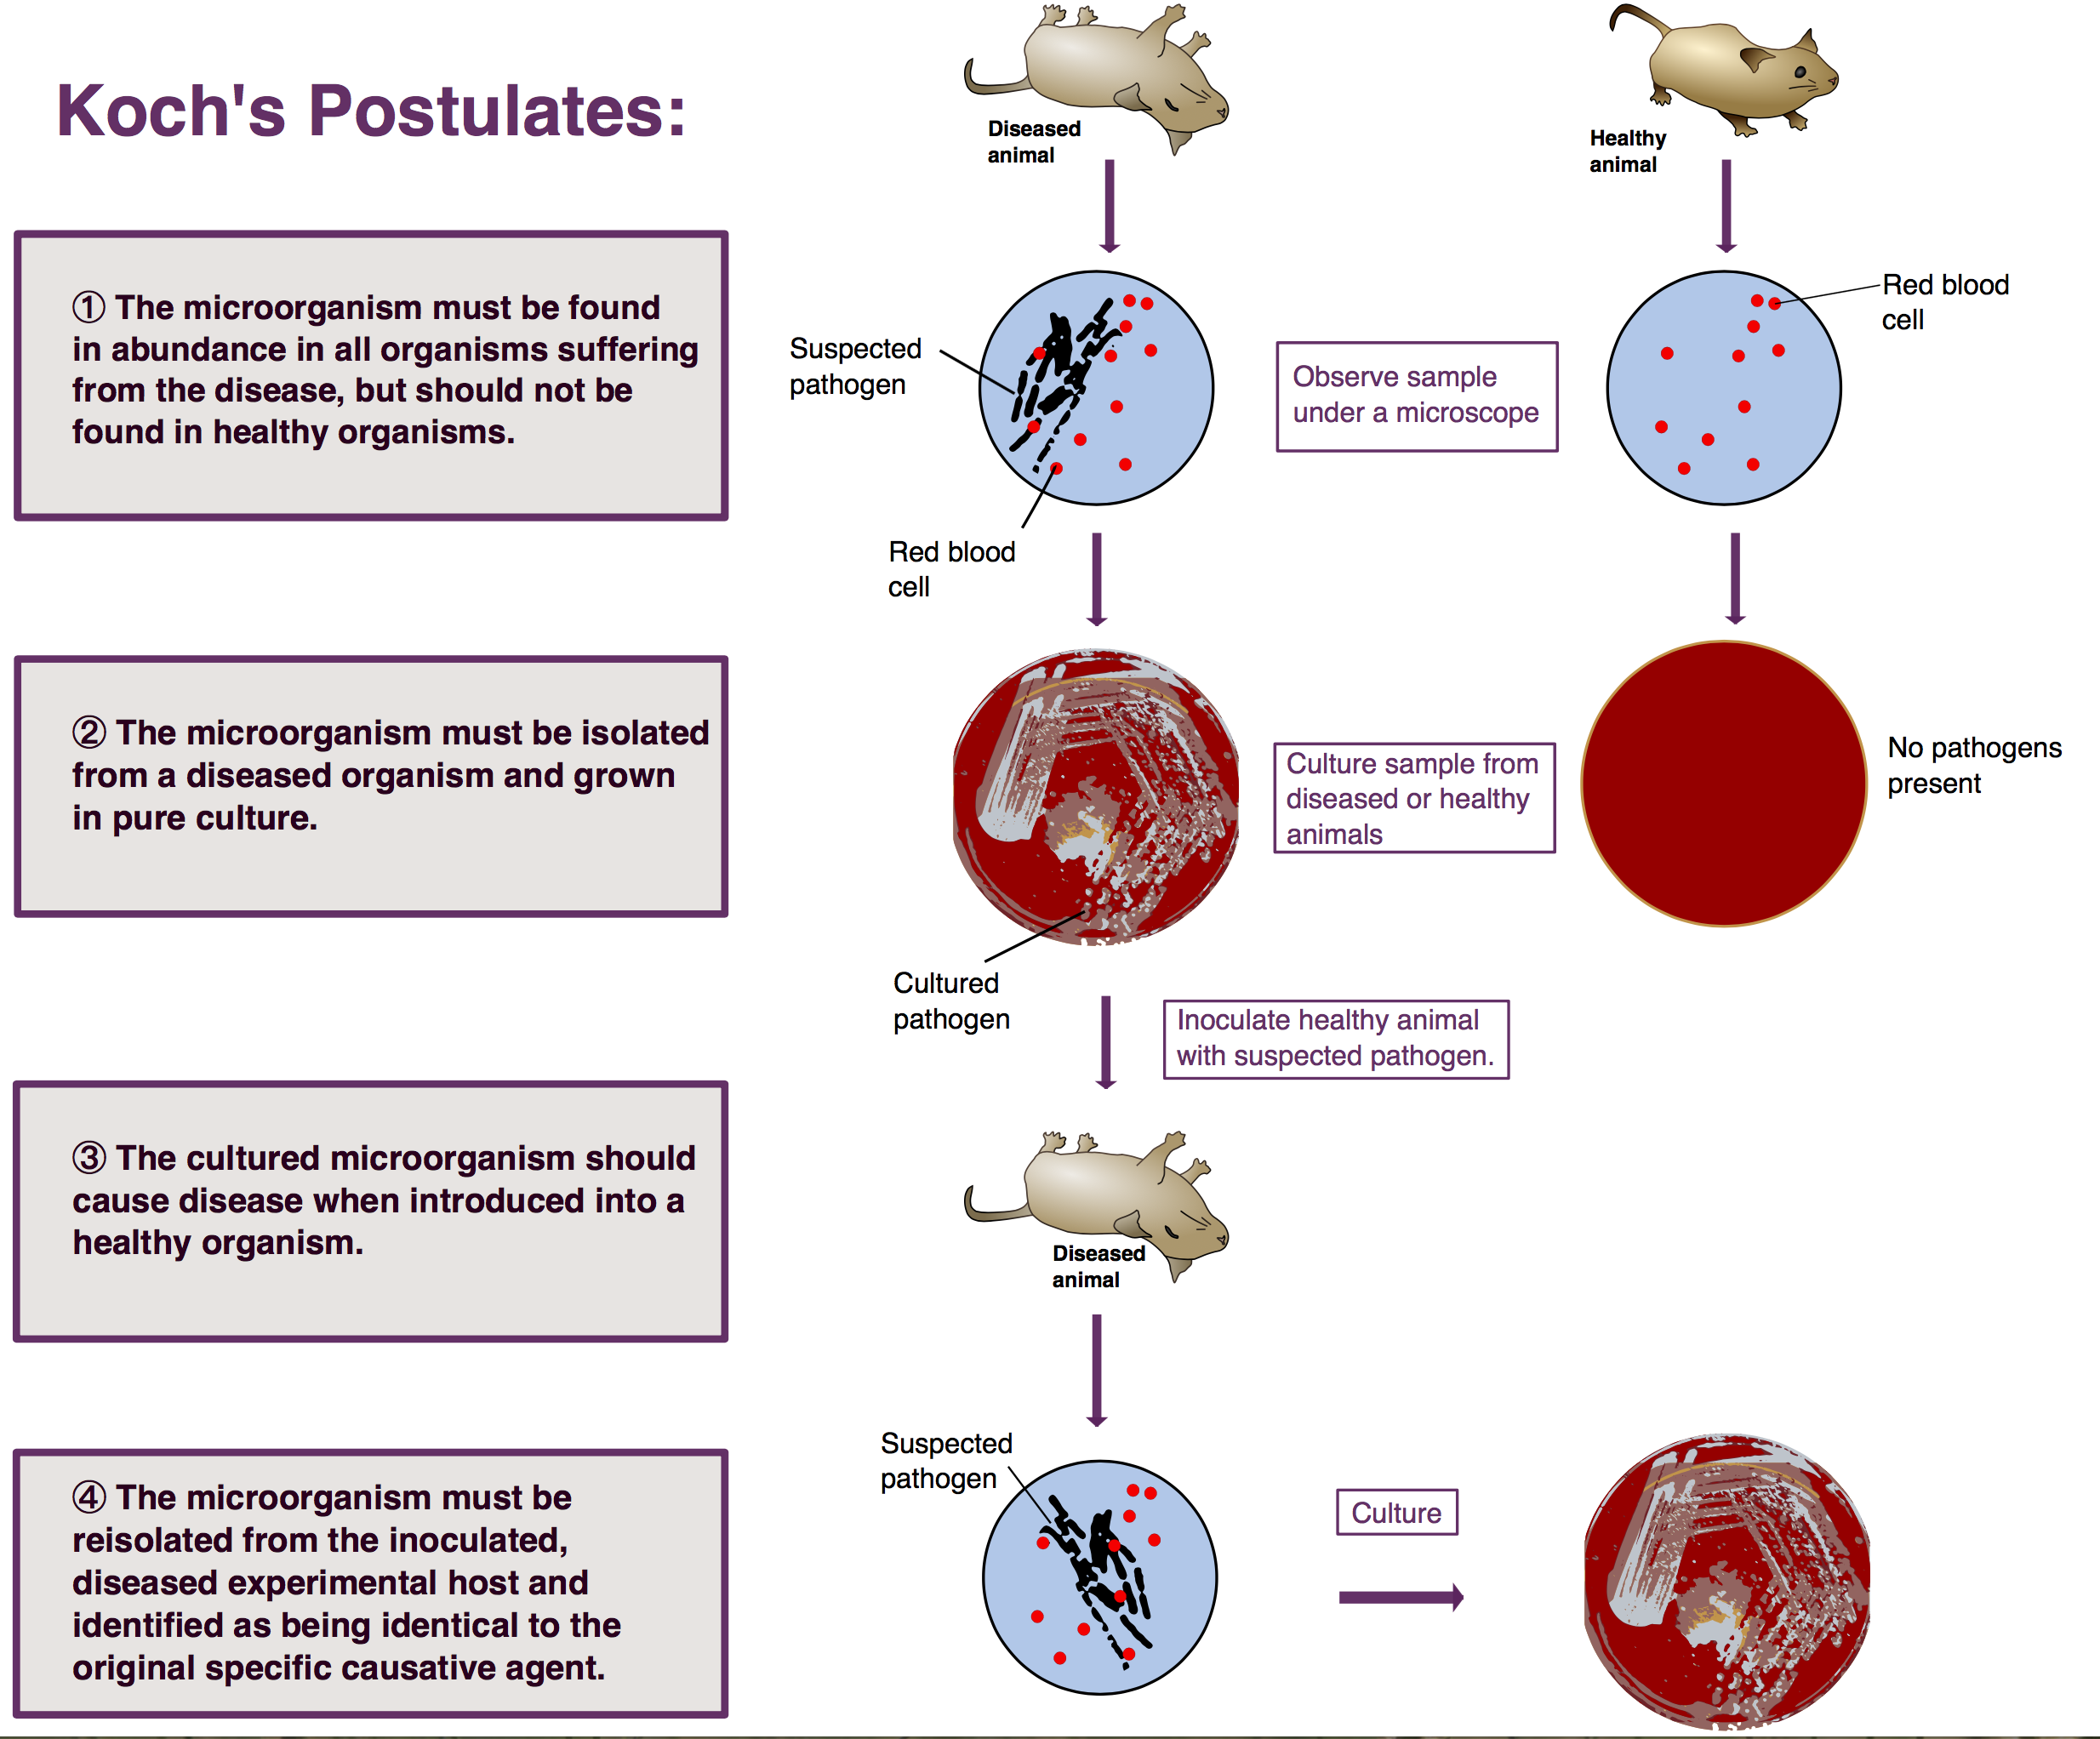 Koch's Postulates:
Diseased
animal
Healthy
animal
① The microorganism must be found
in abundance in all organisms suffering
from the disease, but should not be
found in healthy organisms.
Suspected
pathogen
Red blood
cell
Observe sample
under a microscope
Red blood
cell
② The microorganism must be isolated
from a diseased organism and grown
in pure culture.
Cultured
pathogen
Culture sample from
diseased or healthy
animals
No pathogens
present
Inoculate healthy animal
with suspected pathogen.
③ The cultured microorganism should
cause disease when introduced into a
healthy organism.
Diseased
animal
④ The microorganism must be
reisolated from the inoculated,
diseased experimental host and
identified as being identical to the
original specific causative agent.
Suspected
pathogen
Culture